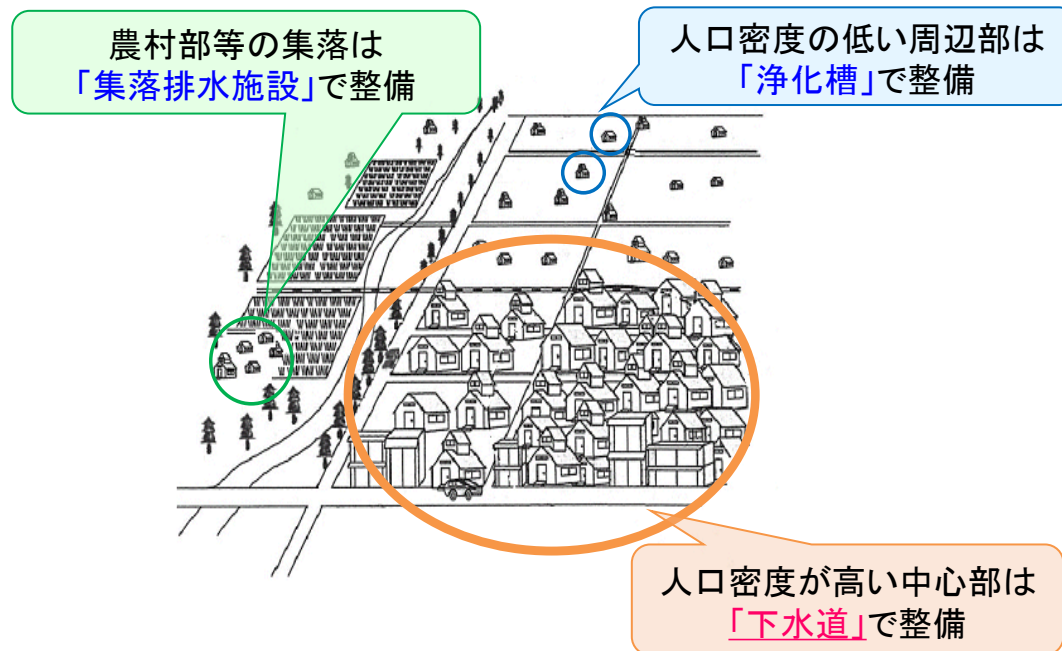 農村部等の集落は
「集落排水施設」で整備
人口密度の低い周辺部は
「浄化槽」で整備
人口密度が高い中心部は
「下水道」で整備